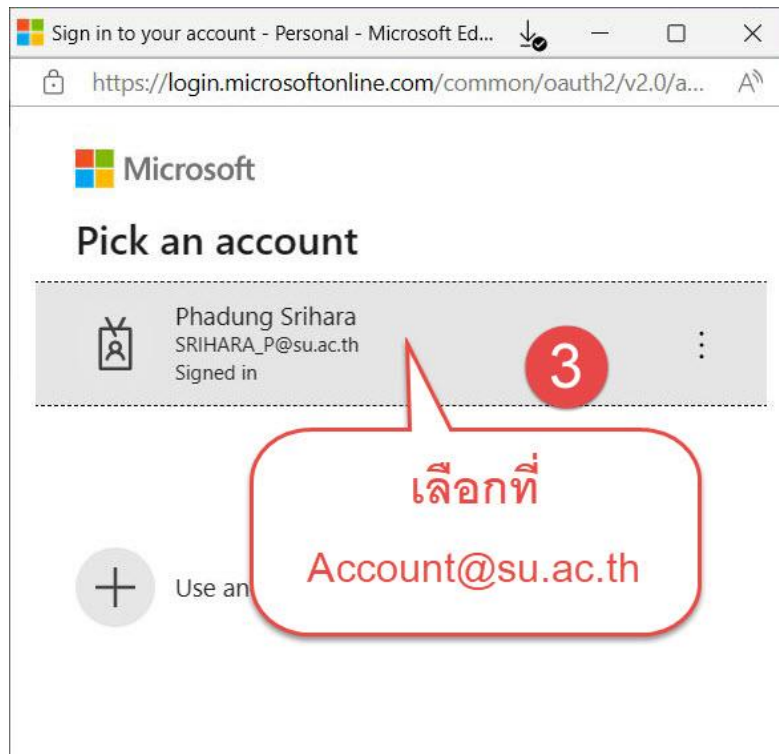 Sign in to your account - Personal - Microsoft Ed...
https://login.microsoftonline.com/common/oauth2/v2.0/a...
Microsoft
Pick an account
Phadung Srihara
SRIHARA_P@su.ac.th
Signed in
3
เลือกที่
Account@su.ac.th
Use an